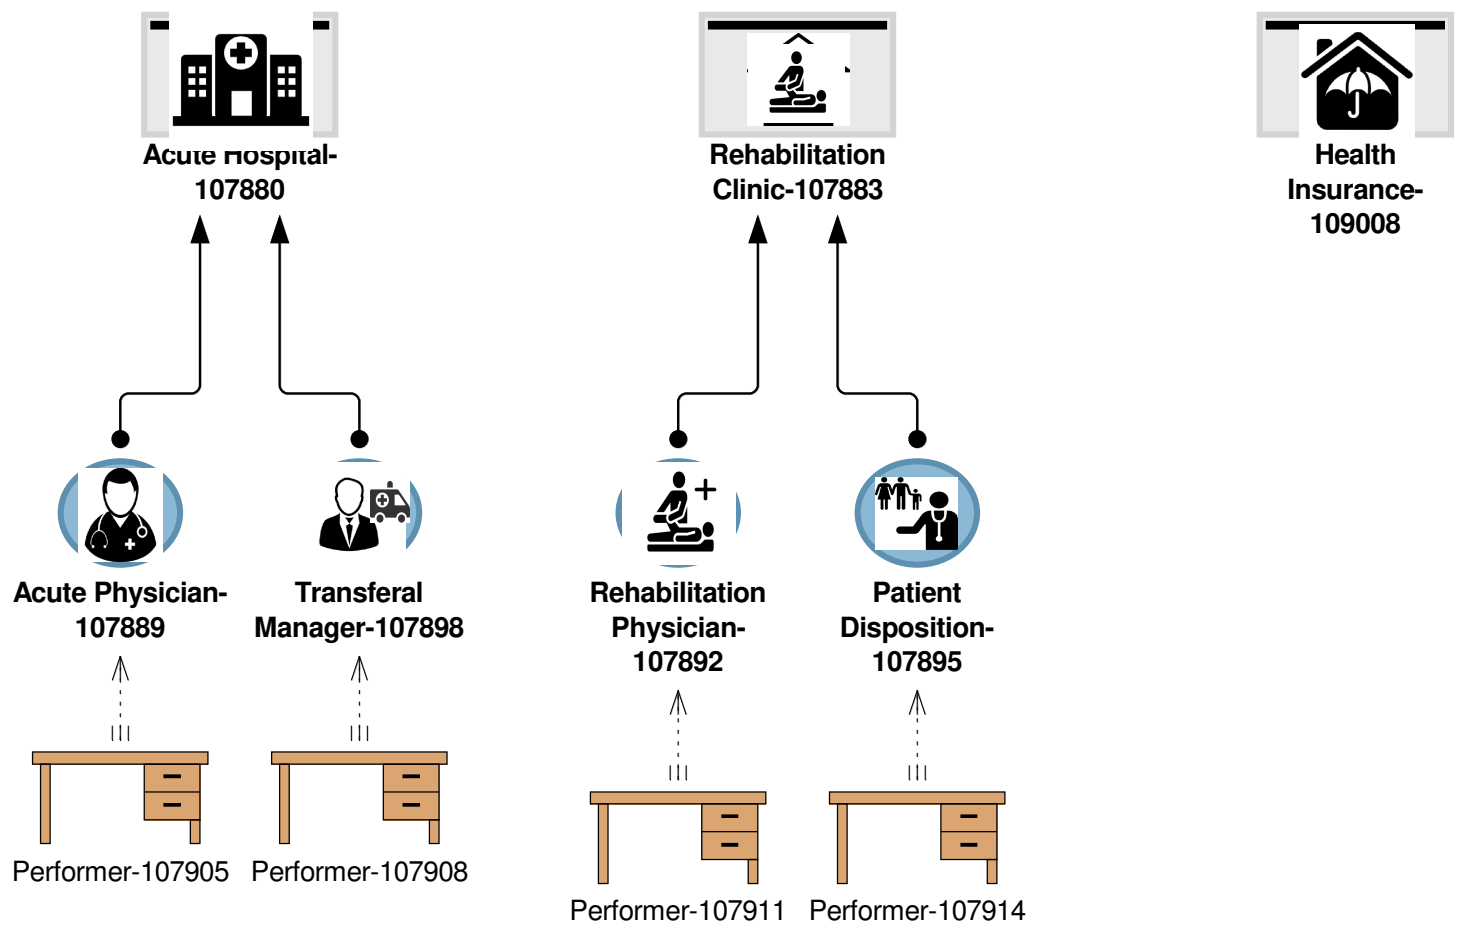 Acute Hospital-
107880
Rehabilitation
Clinic-107883
Health
Insurance-
109008
Acute Physician-
107889
Transferal
Manager-107898
Rehabilitation
Physician-
107892
Patient
Disposition-
107895
Performer-107905
Performer-107908
Performer-107911
Performer-107914